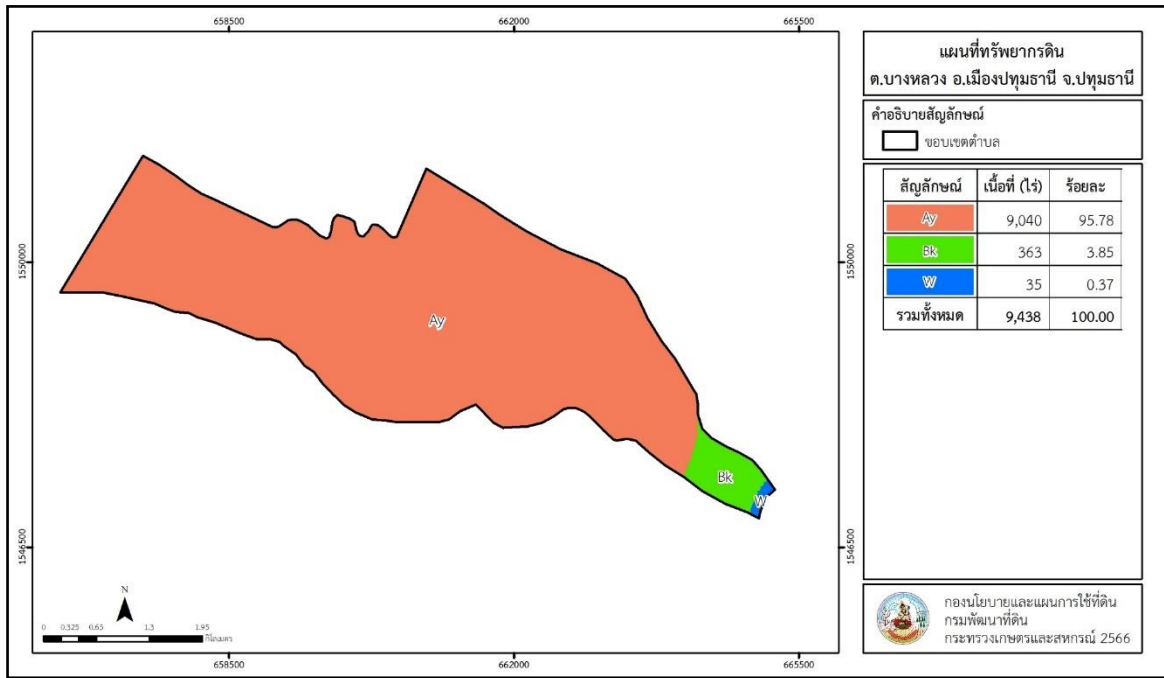 658500
662000
665500
1550000
1550000
1546500
1546500
Ay
Bk
W
N
0 0.325 0.65 1.3 1.95
กิโลเมตร
658500
662000
665500
แผนที่ทรัพยากรดิน
ต.บางหลวง อ.เมืองปทุมธานี จ.ปทุมธานี
คำอธิบายสัญลักษณ์
ขอบเขตตำบล
สัญลักษณ์ เนื้อที่ (ไร่) ร้อยละ
Ay 9,040 95.78
Bk 363 3.85
W 35 0.37
รวมทั้งหมด 9,438 100.00
กองนโยบายและแผนการใช้ที่ดิน
กรมพัฒนาที่ดิน
กระทรวงเกษตรและสหกรณ์ 2566